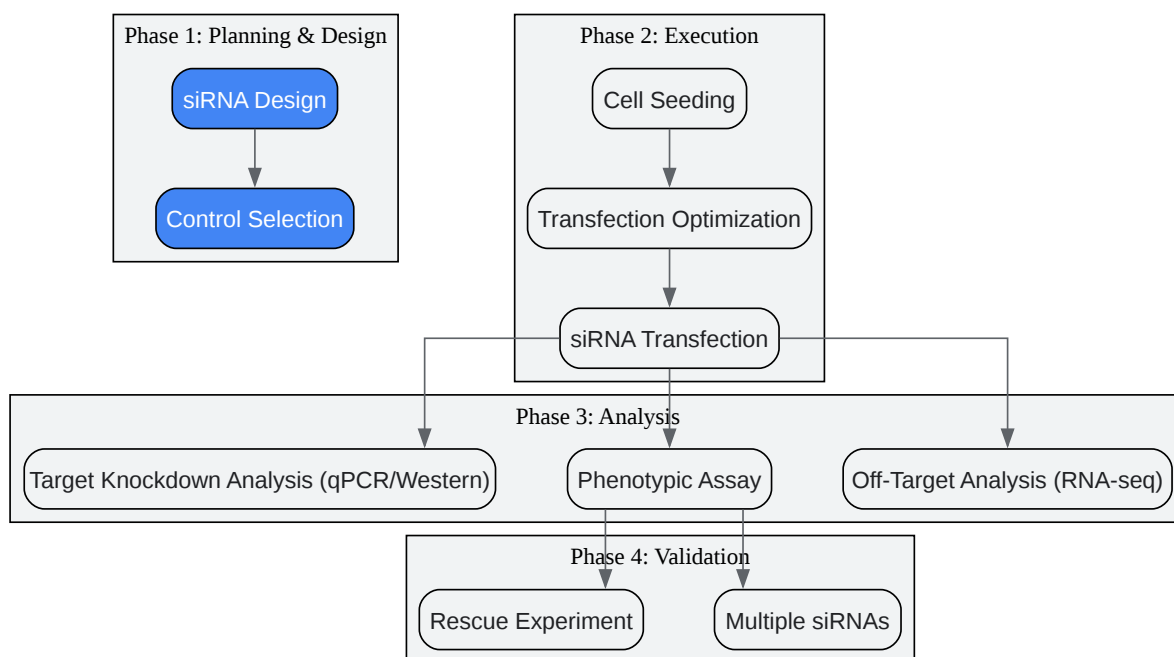 Phase 1: Planning & Design
siRNA Design
Control Selection
Phase 2: Execution
Cell Seeding
Transfection Optimization
siRNA Transfection
Phase 3: Analysis
Target Knockdown Analysis (qPCR/Western)
Phenotypic Assay
Off-Target Analysis (RNA-seq)
Phase 4: Validation
Rescue Experiment
Multiple siRNAs